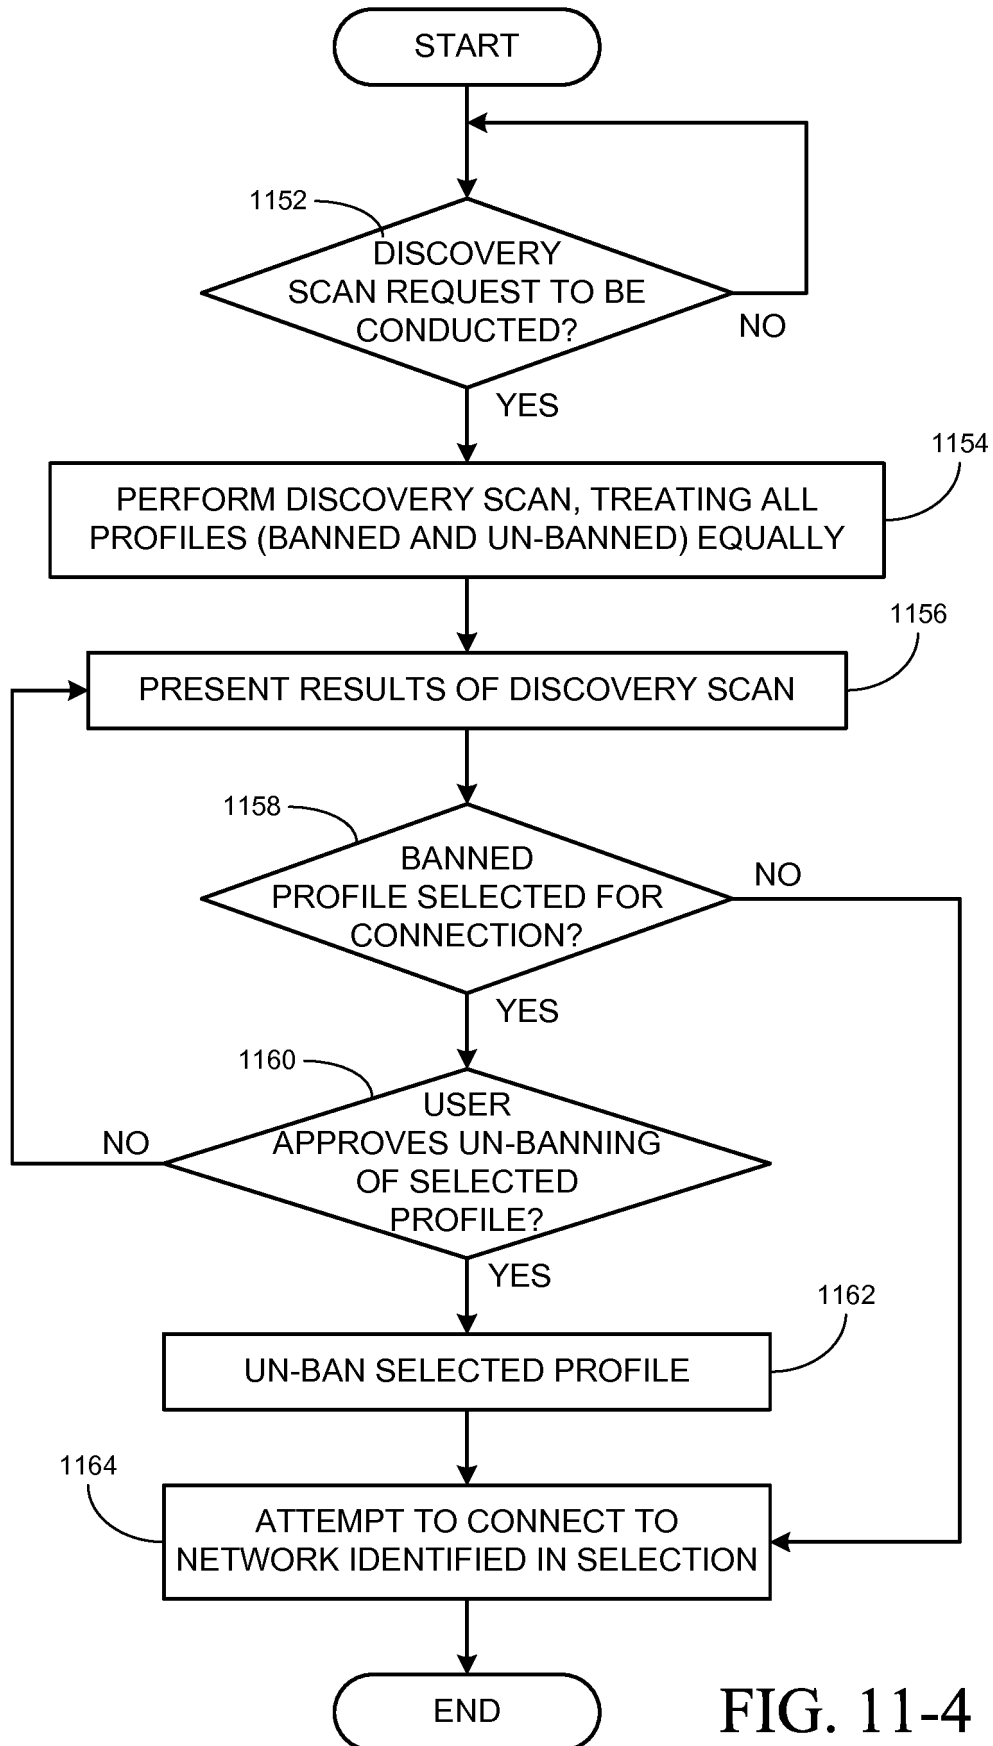 START
1152
DISCOVERY
SCAN REQUEST TO BE
CONDUCTED?
NO
YES
1154
PERFORM DISCOVERY SCAN, TREATING ALL
PROFILES (BANNED AND UN-BANNED) EQUALLY
1156
PRESENT RESULTS OF DISCOVERY SCAN
1158
BANNED
PROFILE SELECTED FOR
CONNECTION?
NO
YES
1160
USER
APPROVES UN-BANNING
OF SELECTED
PROFILE?
NO
YES
1162
UN-BAN SELECTED PROFILE
1164
ATTEMPT TO CONNECT TO
NETWORK IDENTIFIED IN SELECTION
END
FIG. 11-4